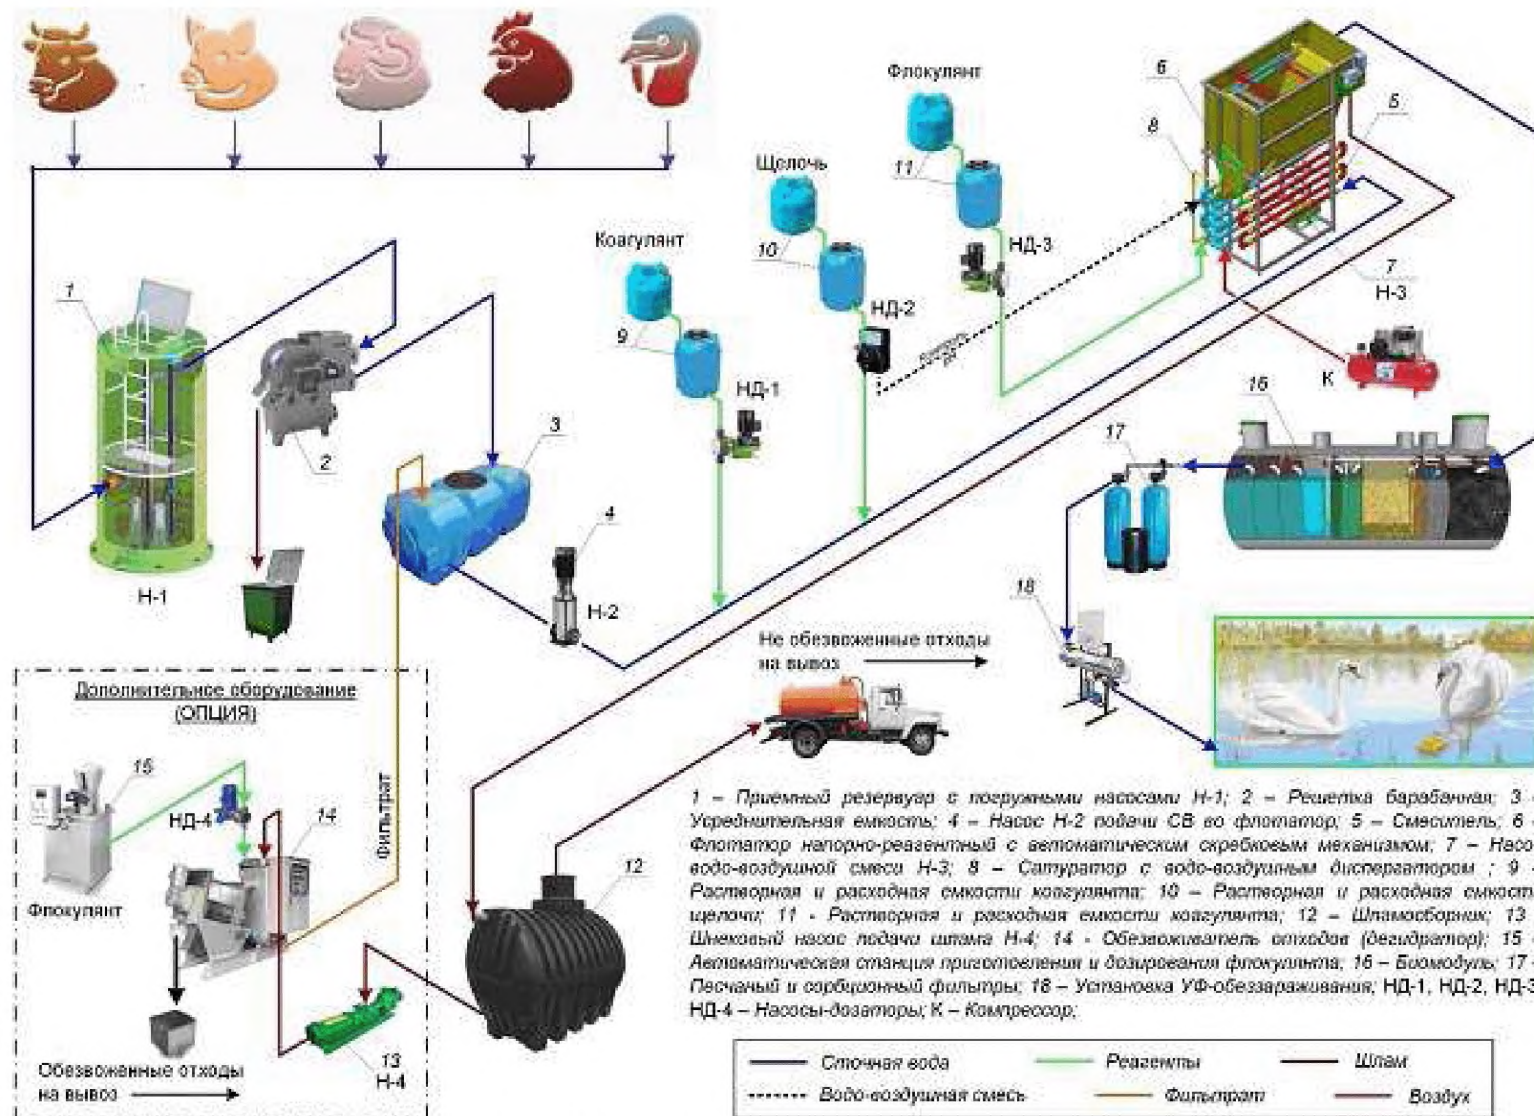 Флокулянт
6
5
8
Щелочь
11
Коагулянт
10
НД-3
7
Н-3
1
9
НД-2
К
НД-1
16
2
3
17
4
Н-1
Н-2
18
Не обезвоженные отходы
на вывоз
Дополнительное оборудование
(ОПЦИЯ)
15
НД-4
14
Фильтрат
Флокулянт
12
13
Н-4
Обезвоженные отходы
на вывоз
1 – Приемный резервуар с погружными насосами Н-1; 2 – Решетка барабанная; 3 -
Усреднительная емкость; 4 – Насос Н-2 подачи СВ во флотатор; 5 – Смеситель; 6 -
Флотатор напорно-реагентный с автоматическим скребковым механизмом; 7 – Насос
водо-воздушной смеси Н-3; 8 – Сатуратор с водо-воздушным диспергатором ; 9 -
Растворная и расходная емкости коагулянта; 10 – Растворная и расходная емкости
щелочи; 11 - Растворная и расходная емкости коагулянта; 12 – Шламосборник; 13 -
Шнековый насос подачи шлама Н-4; 14 - Обезвоживатель отходов (дегидратор); 15 -
Автоматическая станция приготовления и дозирования флокулянта; 16 – Биомодуль; 17 -
Песчаный и сорбционный фильтры; 18 – Установка УФ-обеззараживания; НД-1, НД-2, НД-3,
НД-4 – Насосы-дозаторы; К – Компрессор;
Сточная вода
Реагенты
Шлам
Водо-воздушная смесь
Фильтрат
Воздух